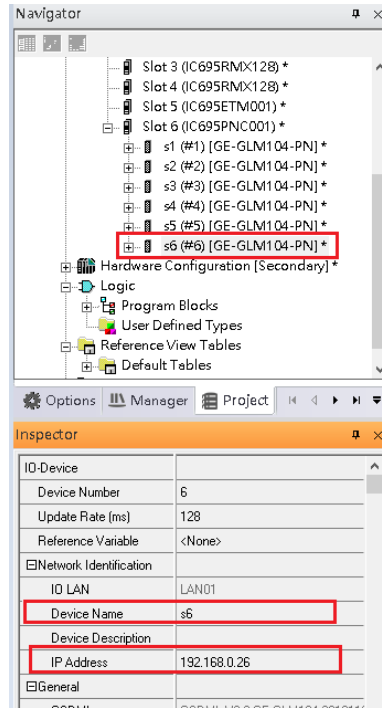 Navigator
Slot 3 (IC695RMX128) *
Slot 4 (IC695RMX128) *
Slot 5 (IC695ETM001) *
Slot 6 (IC695PNC001) *
s1 (#1) [GE-GLM104-PN] *
s2 (#2) [GE-GLM104-PN] *
s3 (#3) [GE-GLM104-PN] *
s4 (#4) [GE-GLM104-PN] *
s5 (#5) [GE-GLM104-PN] *
s6 (#6) [GE-GLM104-PN] *
Hardware Configuration [Secondary] *
Logic
Program Blocks
User Defined Types
Reference View Tables
Default Tables
Options Manager Project
Inspector
IO-Device
Device Number 6
Update Rate (ms) 128
Reference Variable <None>
Network Identification
IO LAN LAN01
Device Name s6
Device Description
IP Address 192.168.0.26
General